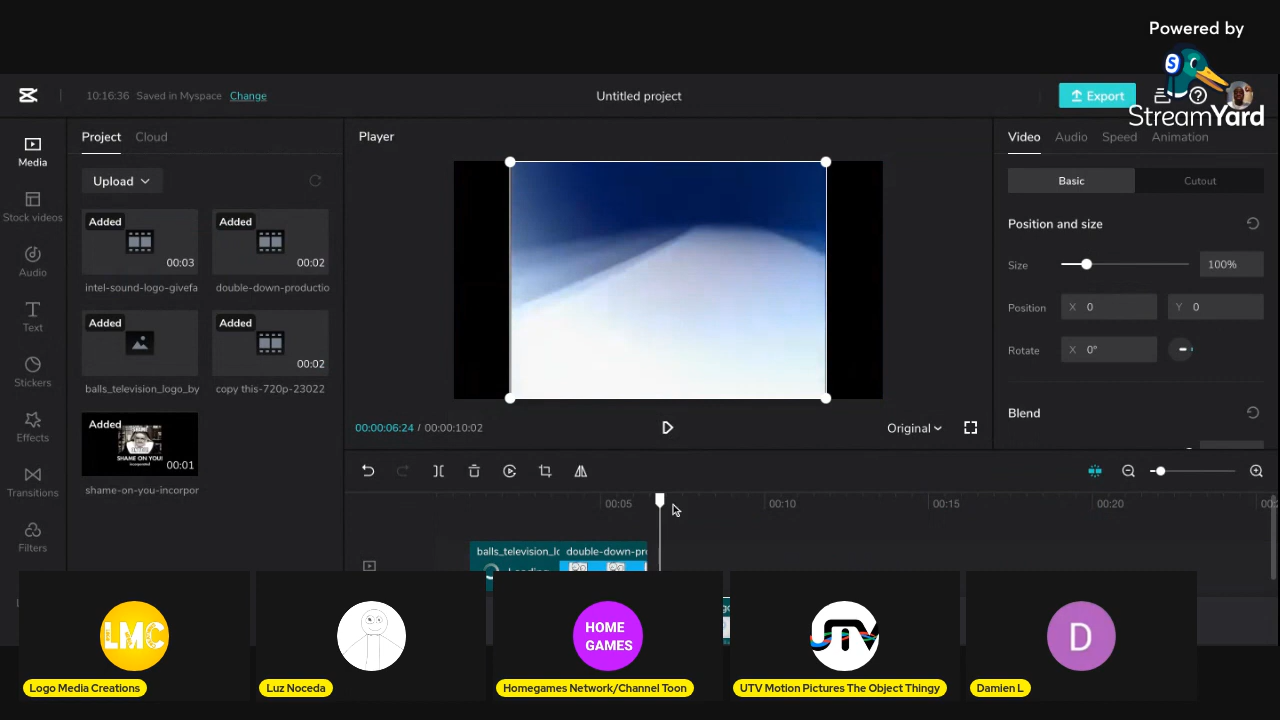 Powered by
StreamYard
10:16:36 Saved in Myspace Change
Untitled project
Export
Media
Stock videos
Audio
Text
Stickers
Effects
Transitions
Filters
Project Cloud
Upload
Added
00:03
intel-sound-logo-givefa
Added
00:02
double-down-productio
Added
balls_television_logo_by
Added
00:02
copy this-720p-23022
Added
SHAME ON YOU!
00:01
shame-on-you-incorpor
Player
00:00:06:24 / 00:00:10:02
Original
Video Audio Speed Animation
Basic Cutout
Position and size
Size 100%
Position X 0 Y 0
Rotate X 0°
Blend
00:05 00:10 00:15 00:20
balls_television_lo double-down-pro
LMC
HOME
GAMES
UTV
D
Logo Media Creations
Luz Noceda
Homegames Network/Channel Toon
UTV Motion Pictures The Object Thingy
Damien L